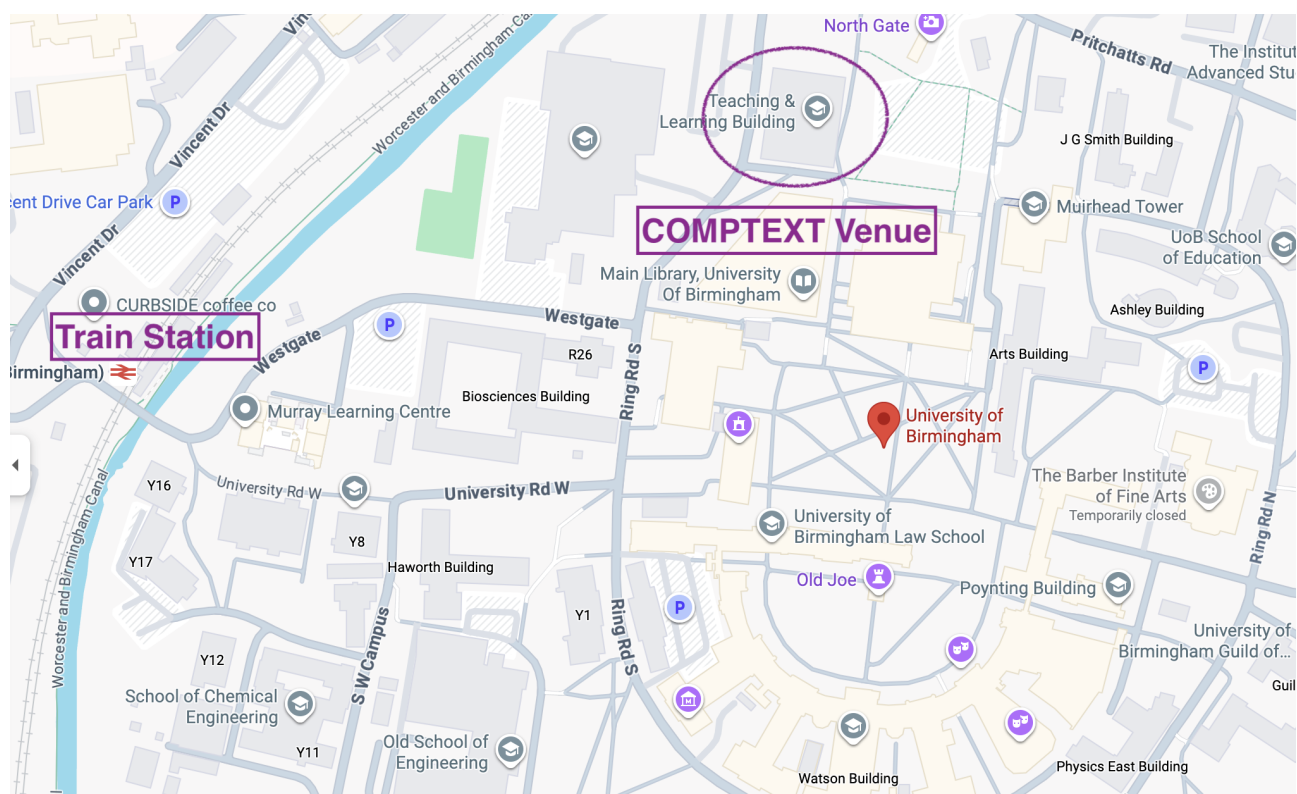 Vin
North Gate
Pritchatts Rd
The Institut
Advanced Stu
Worcester and Birmingham Ca
Teaching &
Learning Building
Vincent Dr
J G Smith Building
cent Drive Car Park
P
Muirhead Tower
COMPTEXT Venue
UoB School
of Education
Vincent Dr
Main Library, University
Of Birmingham
CURBSIDE coffee co
Ashley Building
Train Station
P
Westgate
Westgate
R26
Arts Building
Birmingham)
P
Ring Rd S
Biosciences Building
Murray Learning Centre
University of
Birmingham
The Barber Institute
of Fine Arts
Temporarily closed
Y16
University Rd W
University Rd W
University of
Birmingham Law School
Ring Rd N
Y8
Y17
Haworth Building
Old Joe
Poynting Building
Worcester and Birmingham Canal
P
Y1
Ring Rd S
S W Campus
University of
Birmingham Guild of...
Y12
School of Chemical
Engineering
Guil
Old School of
Engineering
Y11
Watson Building
Physics East Building